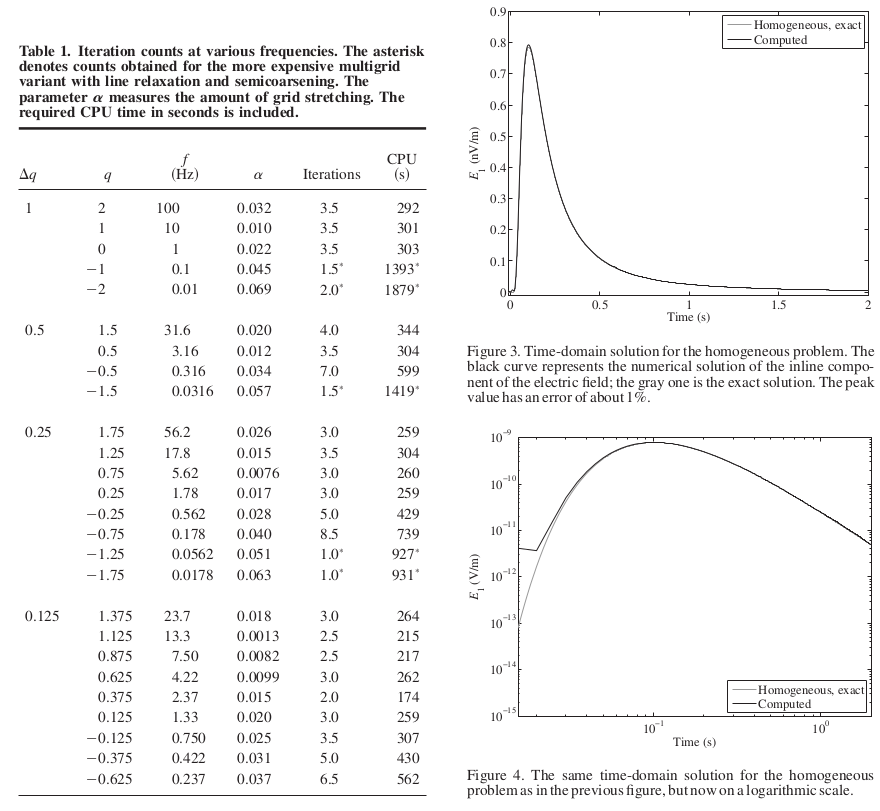 Table 1. Iteration counts at various frequencies. The asterisk
denotes counts obtained for the more expensive multigrid
variant with line relaxation and semicoarsening. The
parameter α measures the amount of grid stretching. The
required CPU time in seconds is included.
Δq q f (Hz) α Iterations CPU (s)
1 2 100 0.032 3.5 292
1 10 0.010 3.5 301
0 1 0.022 3.5 303
−1 0.1 0.045 1.5* 1393*
−2 0.01 0.069 2.0* 1879*
0.5 1.5 31.6 0.020 4.0 344
0.5 3.16 0.012 3.5 304
−0.5 0.316 0.034 7.0 599
−1.5 0.0316 0.057 1.5* 1419*
0.25 1.75 56.2 0.026 3.0 259
1.25 17.8 0.015 3.5 304
0.75 5.62 0.0076 3.0 260
0.25 1.78 0.017 3.0 259
−0.25 0.562 0.028 5.0 429
−0.75 0.178 0.040 8.5 739
−1.25 0.0562 0.051 1.0* 927*
−1.75 0.0178 0.063 1.0* 931*
0.125 1.375 23.7 0.018 3.0 264
1.125 13.3 0.0013 2.5 215
0.875 7.50 0.0082 2.5 217
0.625 4.22 0.0099 3.0 262
0.375 2.37 0.015 2.0 174
0.125 1.33 0.020 3.0 259
−0.125 0.750 0.025 3.5 307
−0.375 0.422 0.031 5.0 430
−0.625 0.237 0.037 6.5 562
0.9
0.8
0.7
0.6
0.5
0.4
0.3
0.2
0.1
0
E₁ (nV/m)
Homogeneous, exact
Computed
0 0.5 1 1.5 2
Time (s)
Figure 3. Time-domain solution for the homogeneous problem. The
black curve represents the numerical solution of the inline compo-
nent of the electric field; the gray one is the exact solution. The peak
value has an error of about 1%.
10⁻⁹
10⁻¹⁰
10⁻¹¹
10⁻¹²
10⁻¹³
10⁻¹⁴
10⁻¹⁵
E₁ (V/m)
Homogeneous, exact
Computed
10⁻¹ 10⁰
Time (s)
Figure 4. The same time-domain solution for the homogeneous
problem as in the previous figure, but now on a logarithmic scale.